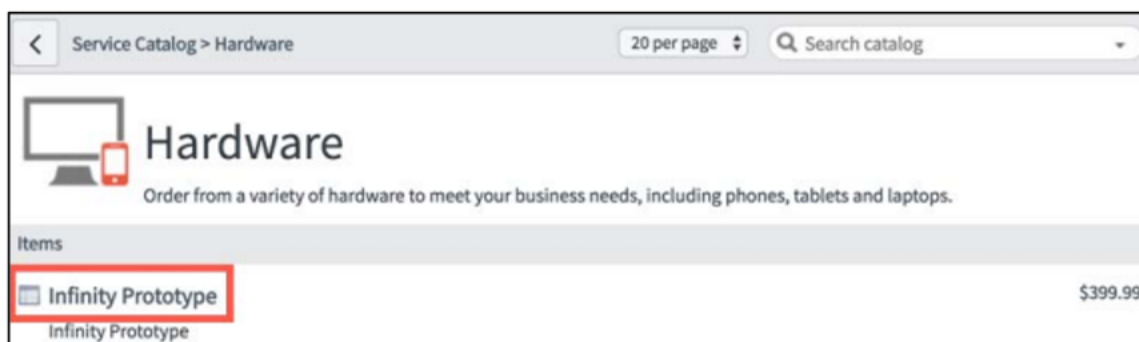 Service Catalog > Hardware 20 per page Search catalog
Hardware
Order from a variety of hardware to meet your business needs, including phones, tablets and laptops.
Items
Infinity Prototype $399.99
Infinity Prototype